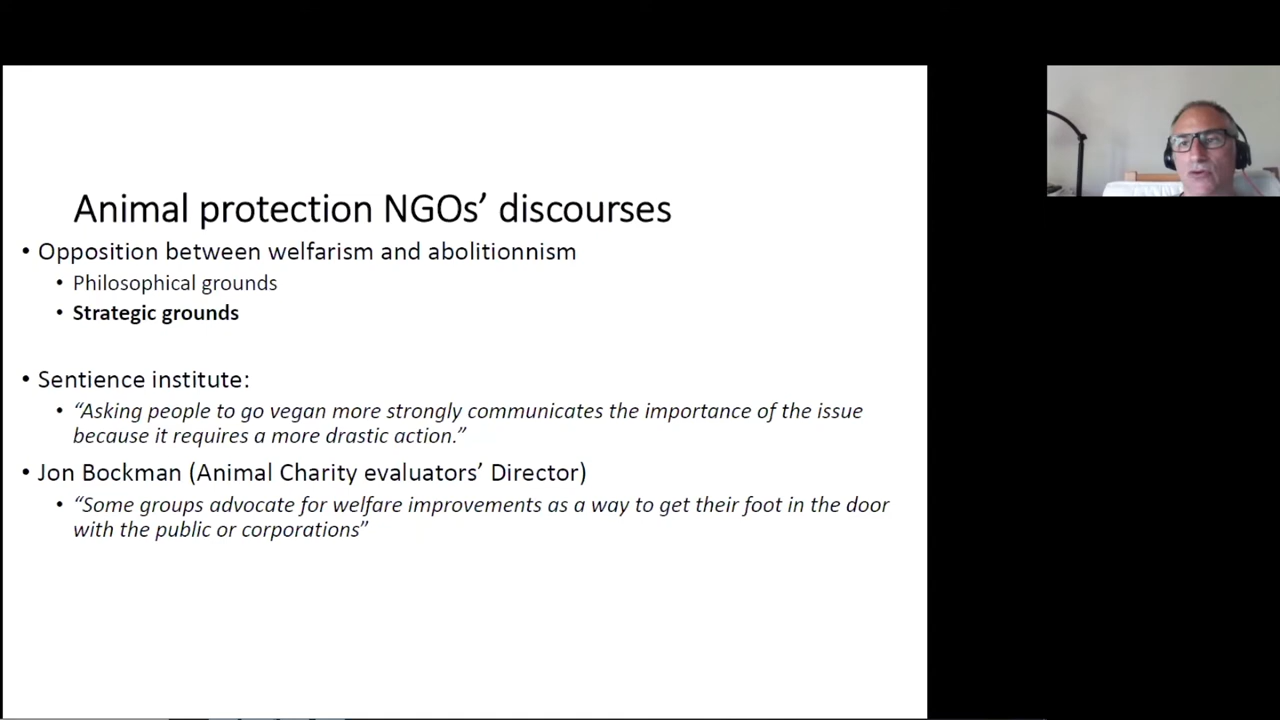 Animal protection NGOs’ discourses
• Opposition between welfarism and abolitionnism
• Philosophical grounds
• Strategic grounds
• Sentience institute:
• “Asking people to go vegan more strongly communicates the importance of the issue
because it requires a more drastic action.”
• Jon Bockman (Animal Charity evaluators’ Director)
• “Some groups advocate for welfare improvements as a way to get their foot in the door
with the public or corporations”